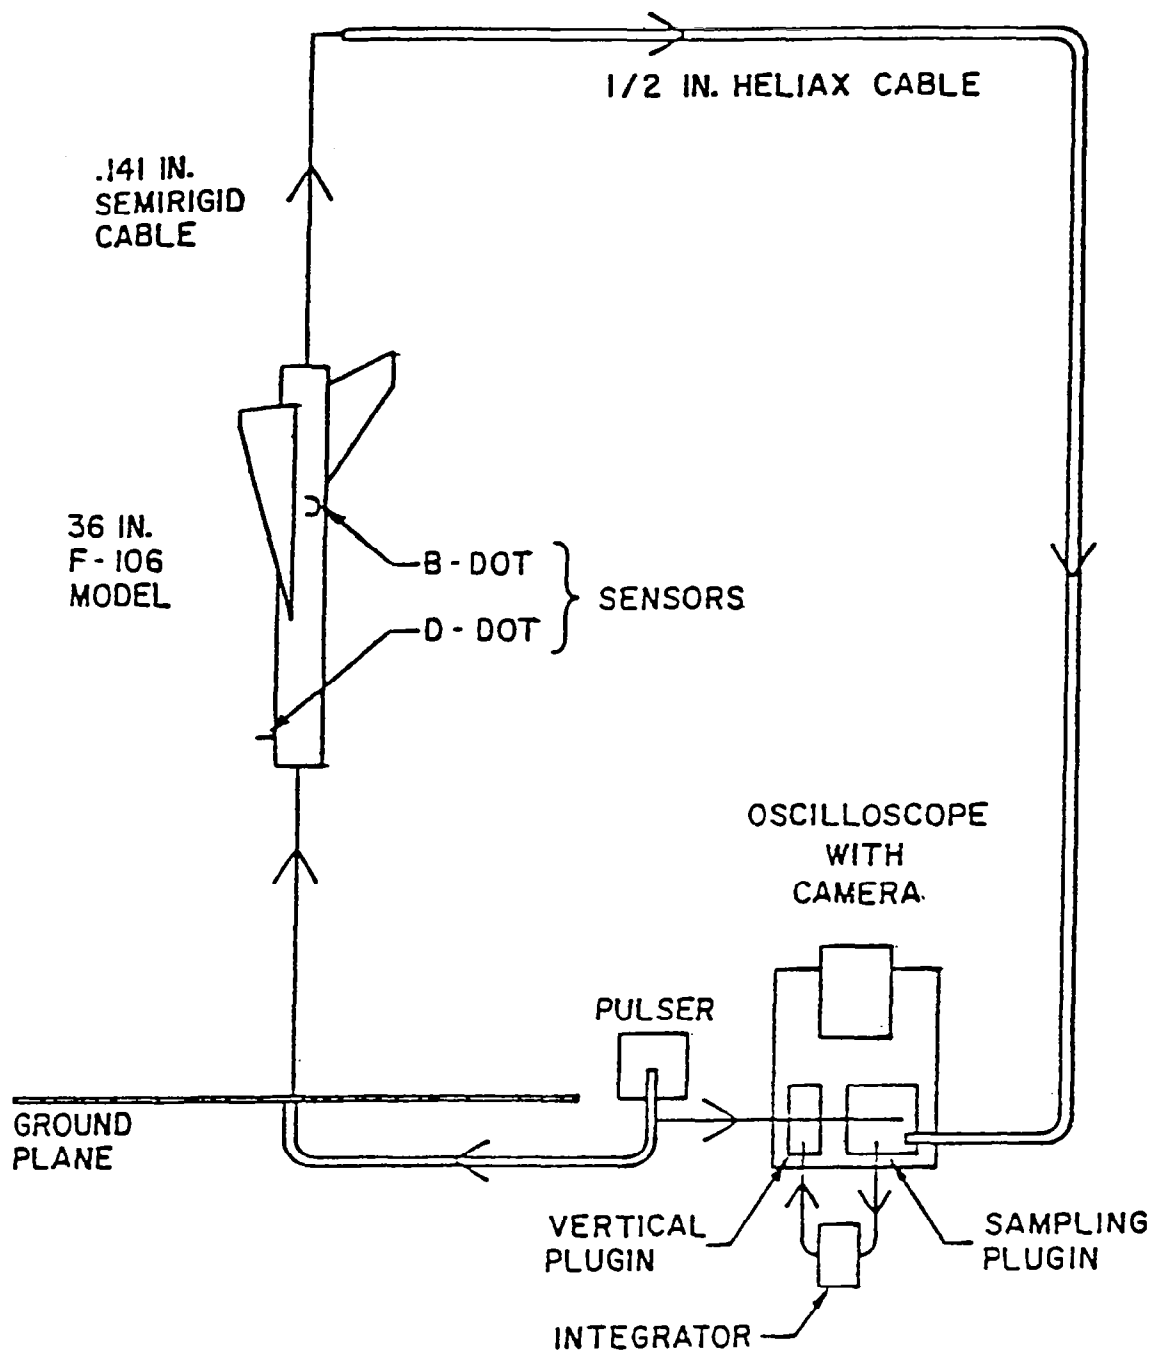 1/2 IN. HELIAX CABLE
.141 IN.
SEMIRIGID
CABLE
36 IN.
F-106
MODEL
B-DOT
D-DOT
SENSORS
OSCILLOSCOPE
WITH
CAMERA
PULSER
GROUND
PLANE
VERTICAL
PLUGIN
SAMPLING
PLUGIN
INTEGRATOR